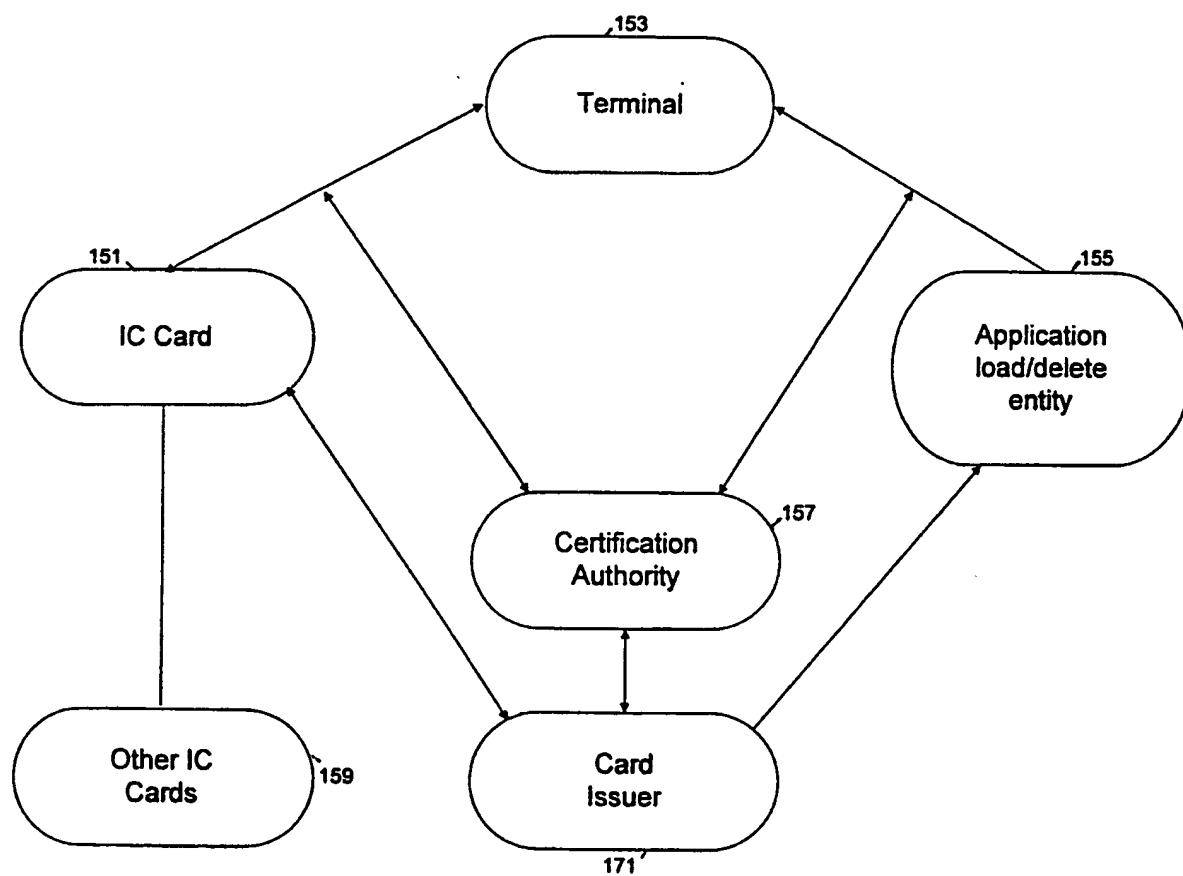 153
Terminal
151
IC Card
155
Application
load/delete
entity
157
Certification
Authority
Other IC
Cards
159
Card
Issuer
171